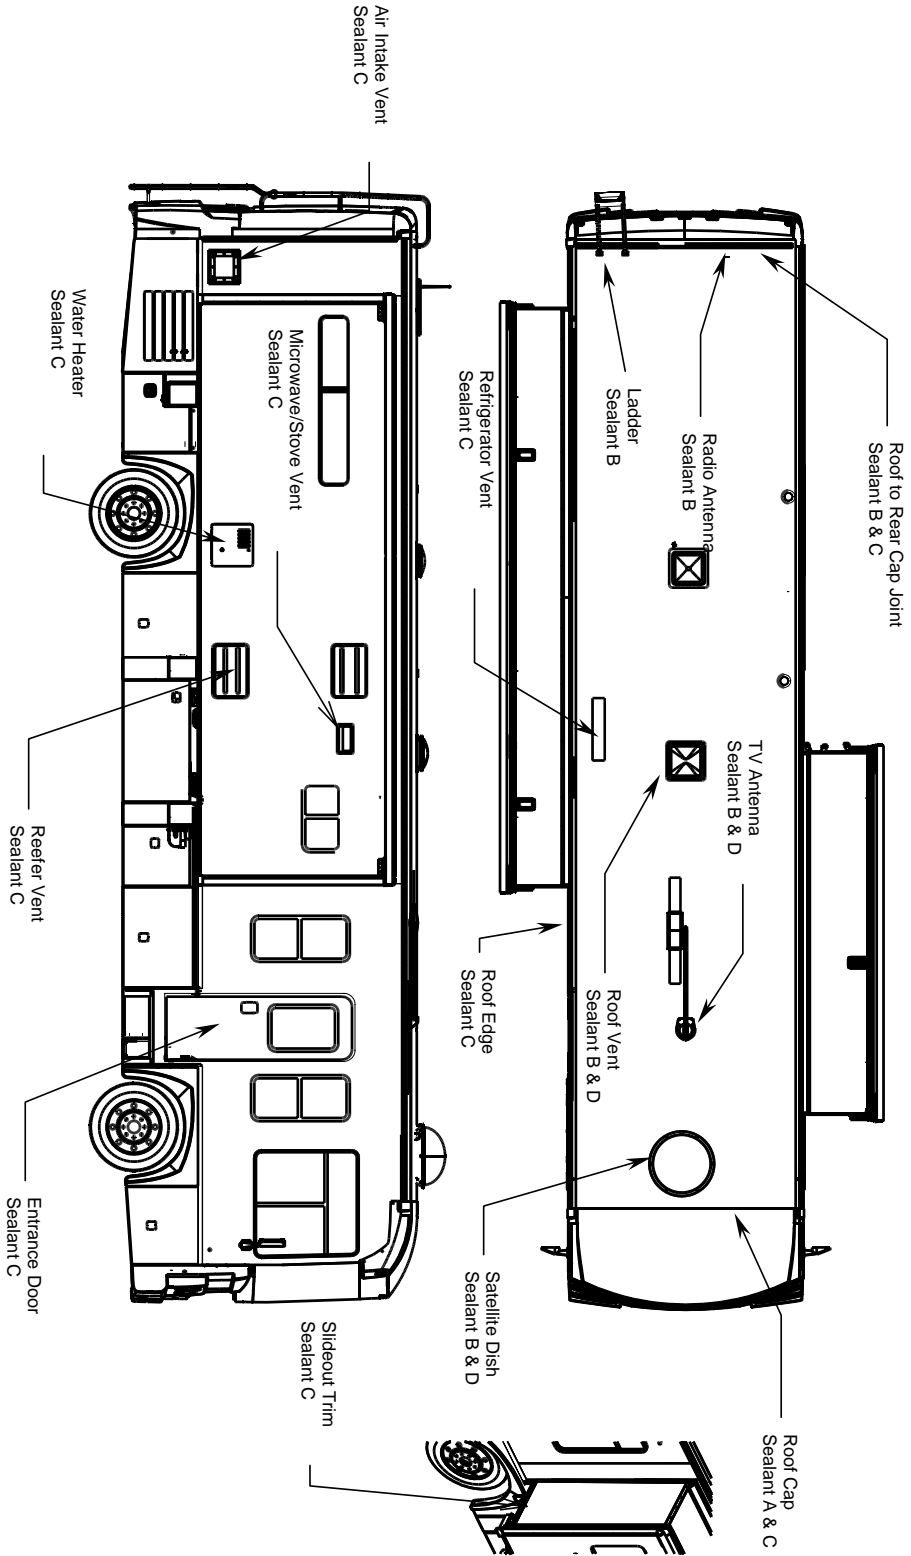 Roof to Rear Cap Joint
Sealant B & C
Radio Antenna
Sealant B
Ladder
Sealant B
Refrigerator Vent
Sealant C
TV Antenna
Sealant B & D
Roof Vent
Sealant B & D
Roof Edge
Sealant C
Satellite Dish
Sealant B & D
Roof Cap
Sealant A & C
Air Intake Vent
Sealant C
Microwave/Stove Vent
Sealant C
Water Heater
Sealant C
Reefer Vent
Sealant C
Entrance Door
Sealant C
Slideout Trim
Sealant C